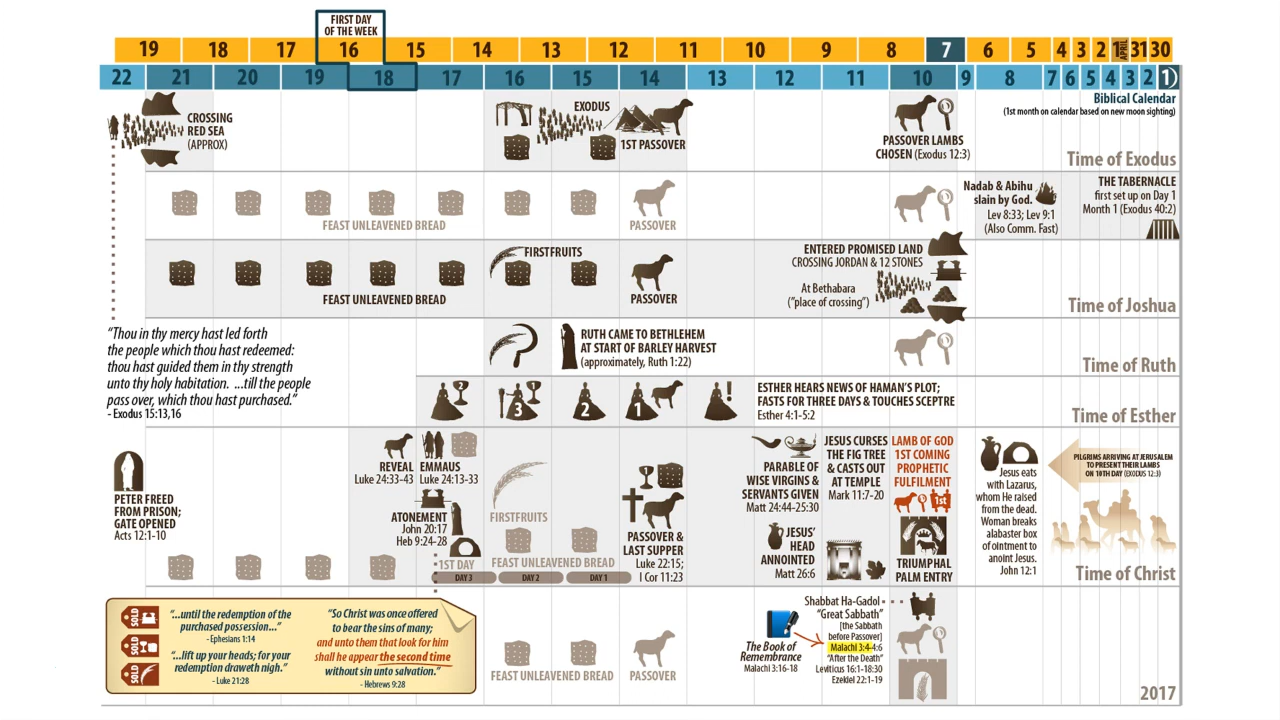 FIRST DAY
OF THE WEEK
19 18 17 16 15 14 13 12 11 10 9 8 7 6 5 4 3 2 1 APRIL 31 30
22 21 20 19 18 17 16 15 14 13 12 11 10 9 8 7 6 5 4 3 2 1
Biblical Calendar
(1st month on calendar based on new moon sighting)
CROSSING
RED SEA
(APPROX)
EXODUS
1ST PASSOVER
PASSOVER LAMBS
CHOSEN (Exodus 12:3)
Time of Exodus
FEAST UNLEAVENED BREAD
PASSOVER
Nadab & Abihu
slain by God.
Lev 8:33; Lev 9:1
(Also Comm. Fast)
THE TABERNACLE
first set up on Day 1
Month 1 (Exodus 40:2)
FIRSTFRUITS
FEAST UNLEAVENED BREAD
PASSOVER
ENTERED PROMISED LAND
CROSSING JORDAN & 12 STONES
At Bethabara
("place of crossing")
Time of Joshua
"Thou in thy mercy hast led forth
the people which thou hast redeemed:
thou hast guided them in thy strength
unto thy holy habitation. ...till the people
pass over, which thou hast purchased."
- Exodus 15:13,16
RUTH CAME TO BETHLEHEM
AT START OF BARLEY HARVEST
(approximately, Ruth 1:22)
Time of Ruth
2
3
1
2
1
!
ESTHER HEARS NEWS OF HAMAN'S PLOT;
FASTS FOR THREE DAYS & TOUCHES SCEPTRE
Esther 4:1-5:2
Time of Esther
PETER FREED
FROM PRISON;
GATE OPENED
Acts 12:1-10
REVEAL
Luke 24:33-43
EMMAUS
Luke 24:13-33
ATONEMENT
John 20:17
Heb 9:24-28
1ST DAY
DAY 3
DAY 2
DAY 1
FIRSTFRUITS
FEAST UNLEAVENED BREAD
PASSOVER &
LAST SUPPER
Luke 22:15;
I Cor 11:23
PARABLE OF
WISE VIRGINS &
SERVANTS GIVEN
Matt 24:44-25:30
JESUS'
HEAD
ANNOINTED
Matt 26:6
JESUS CURSES
THE FIG TREE
& CASTS OUT
AT TEMPLE
Mark 11:7-20
LAMB OF GOD
1ST COMING
PROPHETIC
FULFILMENT
1st
TRIUMPHAL
PALM ENTRY
Jesus eats
with Lazarus,
whom He raised
from the dead.
Woman breaks
alabaster box
of ointment to
anoint Jesus.
John 12:1
PILGRIMS ARRIVING AT JERUSALEM
TO PRESENT THEIR LAMBS
ON 10TH DAY (EXODUS 12:3)
Time of Christ
SOLD
SOLD
SOLD
"...until the redemption of the
purchased possession..."
- Ephesians 1:14
"...lift up your heads; for your
redemption draweth nigh."
- Luke 21:28
"So Christ was once offered
to bear the sins of many;
and unto them that look for him
shall he appear the second time
without sin unto salvation."
- Hebrews 9:28
FEAST UNLEAVENED BREAD
PASSOVER
The Book of
Remembrance
Malachi 3:16-18
Shabbat Ha-Gadol
"Great Sabbath"
[the Sabbath
before Passover]
Malachi 3:4-4:6
"After the Death"
Leviticus 16:1-18:30
Ezekiel 22:1-19
2017